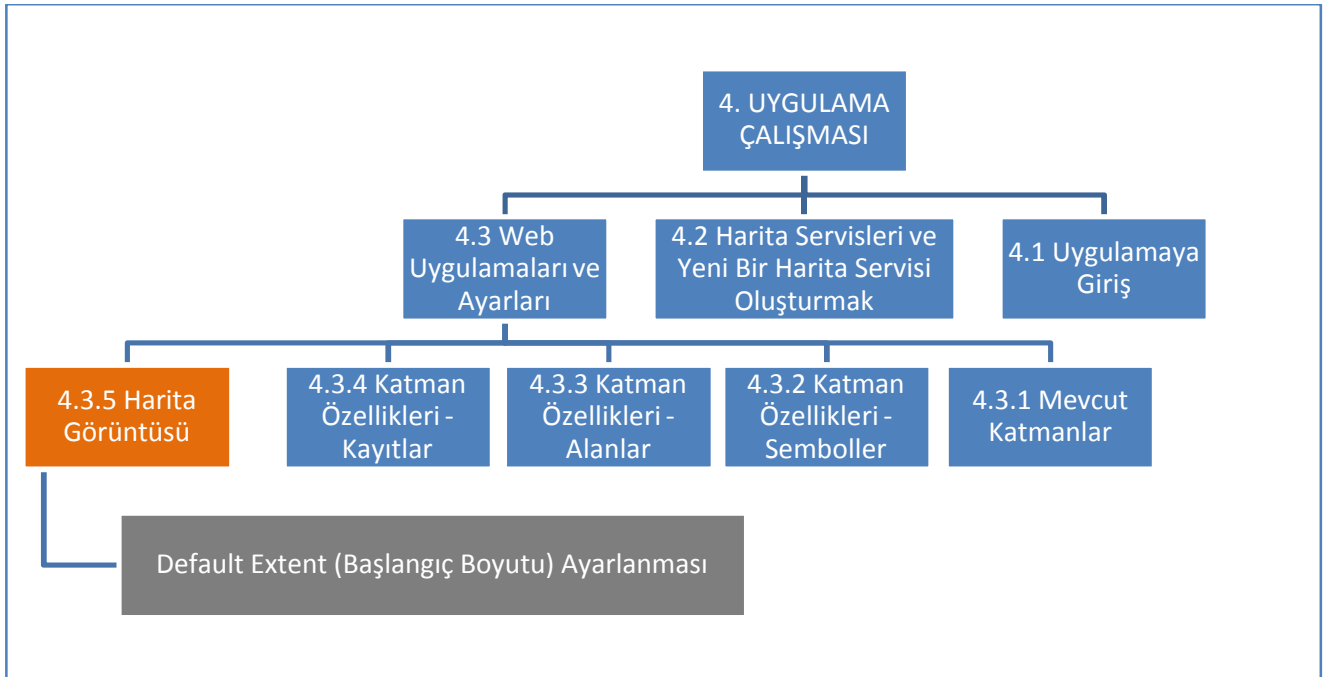 4. UYGULAMA
ÇALIŞMASI
4.3 Web
Uygulamaları ve
Ayarları
4.2 Harita Servisleri ve
Yeni Bir Harita Servisi
Oluşturmak
4.1 Uygulamaya
Giriş
4.3.5 Harita
Görüntüsü
4.3.4 Katman
Özellikleri -
Kayıtlar
4.3.3 Katman
Özellikleri -
Alanlar
4.3.2 Katman
Özellikleri -
Semboller
4.3.1 Mevcut
Katmanlar
Default Extent (Başlangıç Boyutu) Ayarlanması